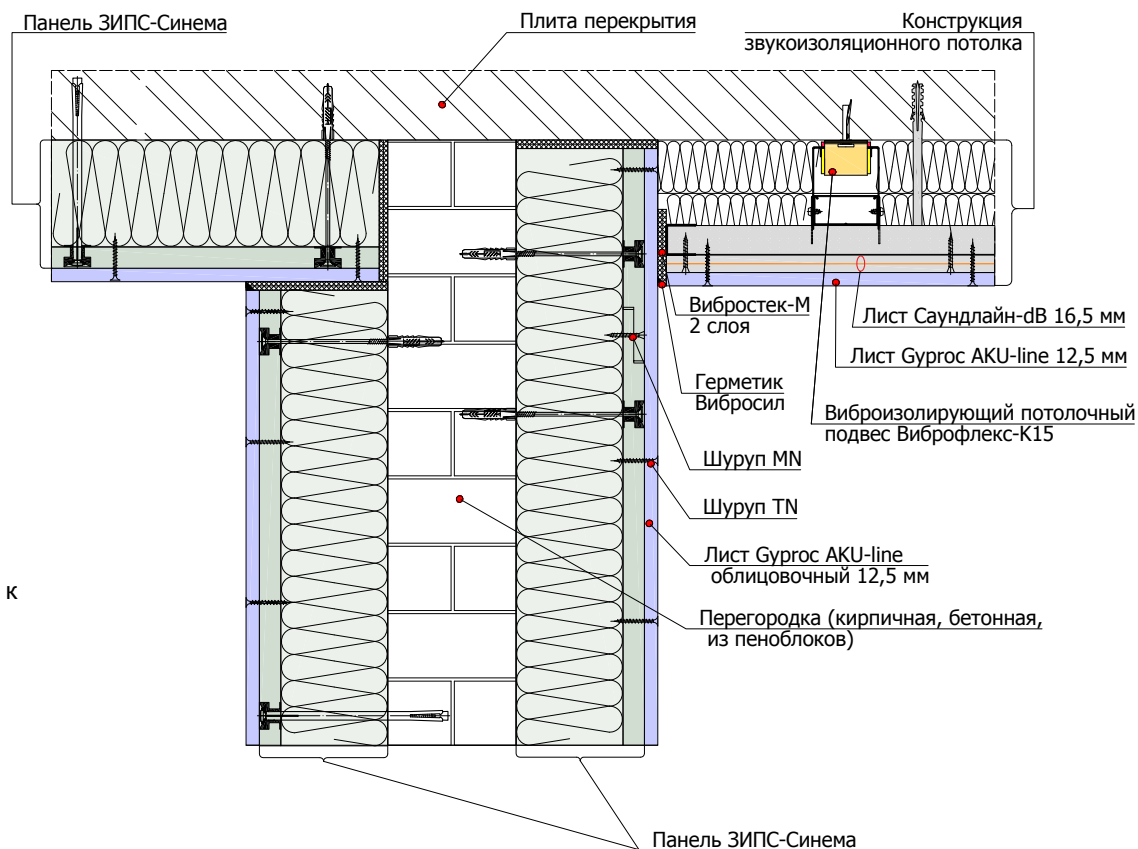 Панель ЗИПС-Синема
Плита перекрытия
Конструкция
звукоизоляционного потолка
Вибростек-М
2 слоя
Лист Саундлайн-dB 16,5 мм
Лист Gyproc AKU-line 12,5 мм
Герметик
Вибросил
Виброизолирующий потолочный
подвес Виброфлекс-К15
Шуруп MN
Шуруп TN
Лист Gyproc AKU-line
облицовочный 12,5 мм
к
Перегородка (кирпичная, бетонная,
из пеноблоков)
Панель ЗИПС-Синема